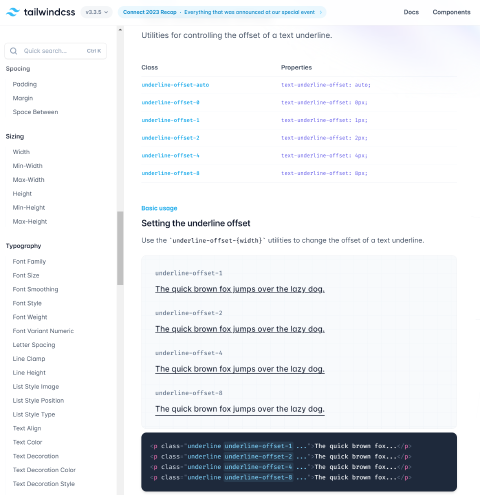 tailwindcss
v3.3.5
Connect 2023 Recap • Everything that was announced at our special event
Docs
Components
Quick search...
Ctrl K
Spacing
Padding
Margin
Space Between
Sizing
Width
Min-Width
Max-Width
Height
Min-Height
Max-Height
Typography
Font Family
Font Size
Font Smoothing
Font Style
Font Weight
Font Variant Numeric
Letter Spacing
Line Clamp
Line Height
List Style Image
List Style Position
List Style Type
Text Align
Text Color
Text Decoration
Text Decoration Color
Text Decoration Style
Utilities for controlling the offset of a text underline.
Class Properties
underline-offset-auto text-underline-offset: auto;
underline-offset-0 text-underline-offset: 0px;
underline-offset-1 text-underline-offset: 1px;
underline-offset-2 text-underline-offset: 2px;
underline-offset-4 text-underline-offset: 4px;
underline-offset-8 text-underline-offset: 8px;
Basic usage
Setting the underline offset
Use the `underline-offset-{width}` utilities to change the offset of a text underline.
underline-offset-1
The quick brown fox jumps over the lazy dog.
underline-offset-2
The quick brown fox jumps over the lazy dog.
underline-offset-4
The quick brown fox jumps over the lazy dog.
underline-offset-8
The quick brown fox jumps over the lazy dog.
<p class="underline underline-offset-1 ...">The quick brown fox...</p>
<p class="underline underline-offset-2 ...">The quick brown fox...</p>
<p class="underline underline-offset-4 ...">The quick brown fox...</p>
<p class="underline underline-offset-8 ...">The quick brown fox...</p>